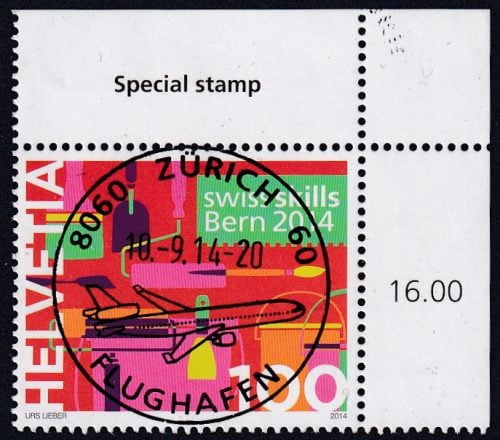 Special stamp
HELVETIA
8060 ZÜRICH 60
swissskills
Bern 2014
10.-9.14-20
16.00
FLUGHAFEN
100
URS LIEBER
2014